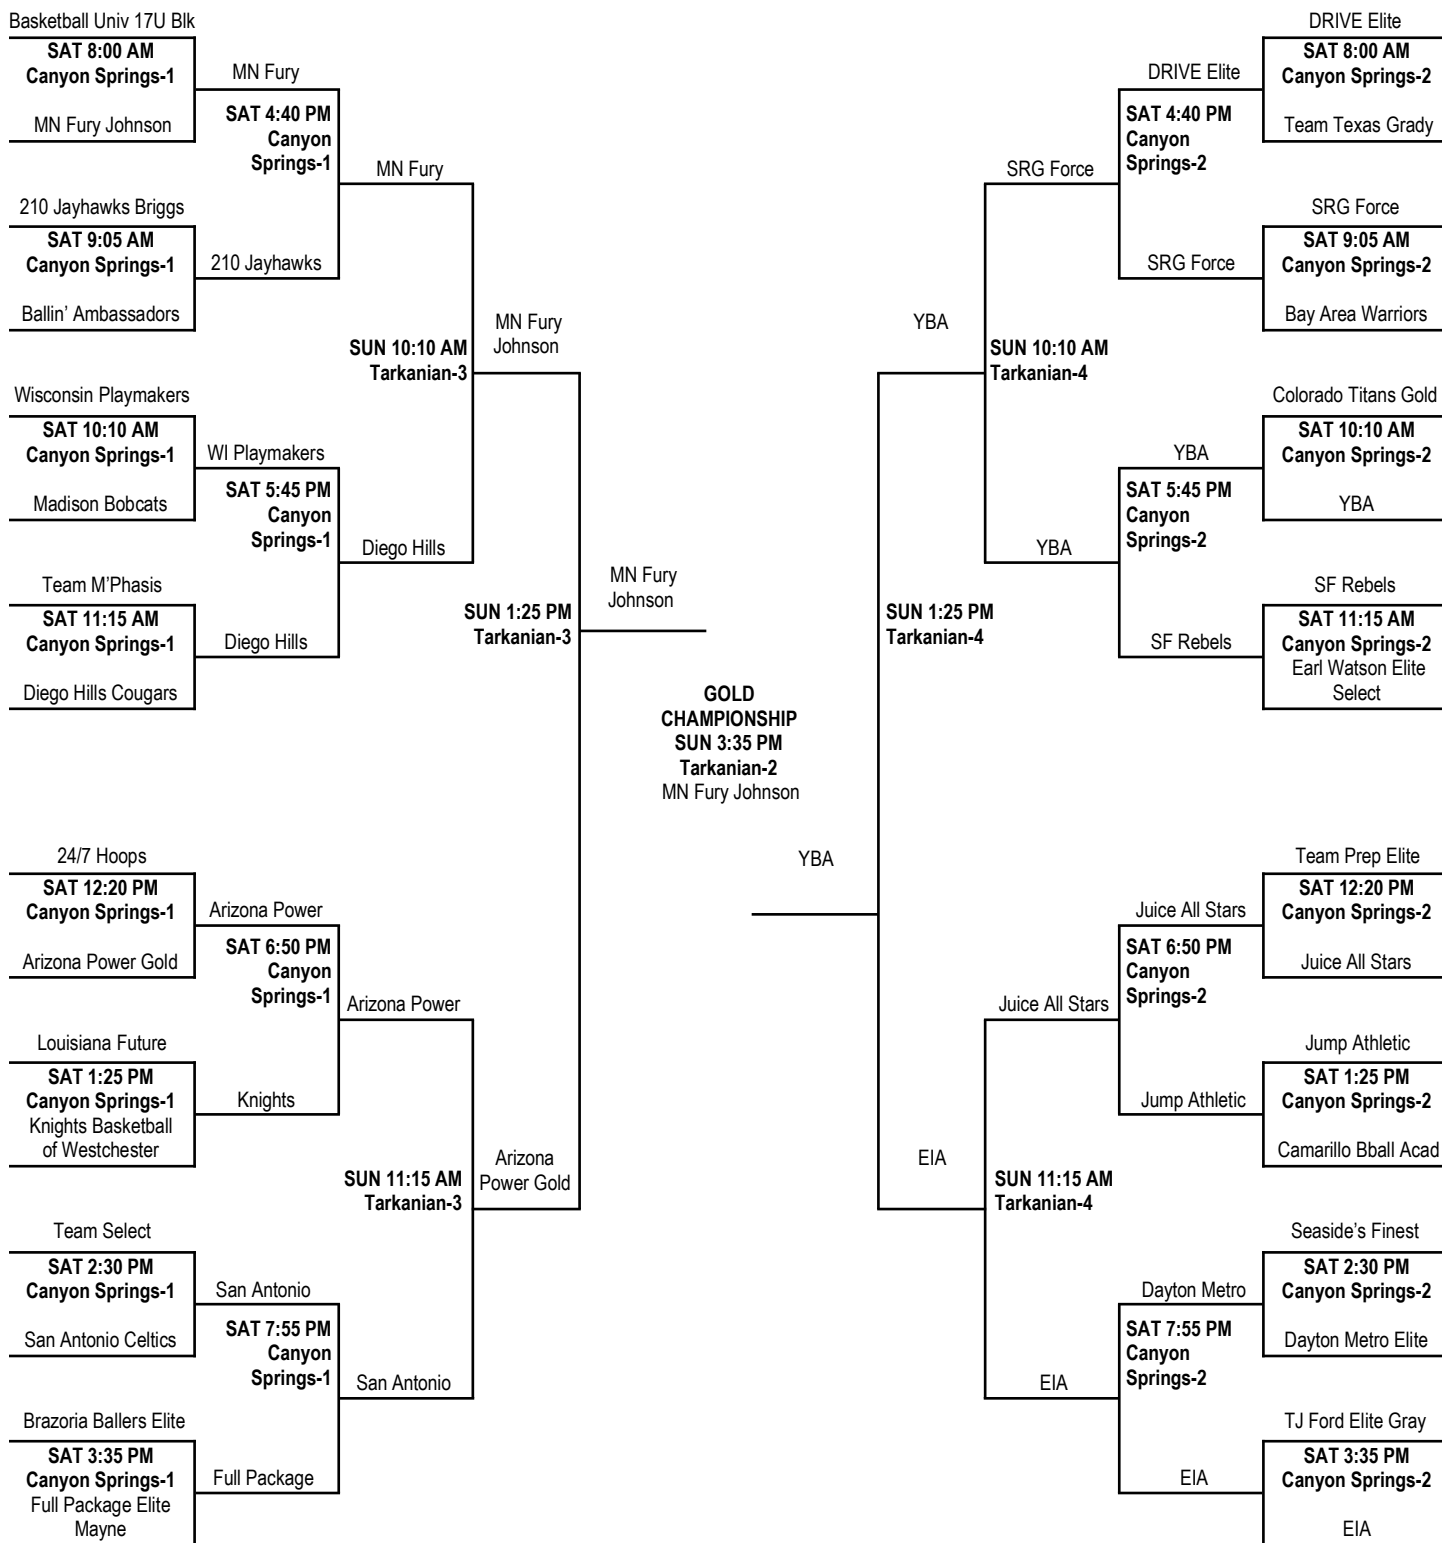 Basketball Univ 17U Blk
SAT 8:00 AM
Canyon Springs-1
MN Fury Johnson
210 Jayhawks Briggs
SAT 9:05 AM
Canyon Springs-1
Ballin' Ambassadors
Wisconsin Playmakers
SAT 10:10 AM
Canyon Springs-1
Madison Bobcats
Team M'Phasis
SAT 11:15 AM
Canyon Springs-1
Diego Hills Cougars
24/7 Hoops
SAT 12:20 PM
Canyon Springs-1
Arizona Power Gold
Louisiana Future
SAT 1:25 PM
Canyon Springs-1
Knights Basketball
of Westchester
Team Select
SAT 2:30 PM
Canyon Springs-1
San Antonio Celtics
Brazoria Ballers Elite
SAT 3:35 PM
Canyon Springs-1
Full Package Elite
Mayne
MN Fury
SAT 4:40 PM
Canyon
Springs-1
210 Jayhawks
WI Playmakers
SAT 5:45 PM
Canyon
Springs-1
Diego Hills
Arizona Power
SAT 6:50 PM
Canyon
Springs-1
Knights
San Antonio
SAT 7:55 PM
Canyon
Springs-1
Full Package
MN Fury
SUN 10:10 AM
Tarkanian-3
Diego Hills
Arizona Power
SUN 11:15 AM
Tarkanian-3
San Antonio
MN Fury
Johnson
SUN 1:25 PM
Tarkanian-3
Arizona
Power Gold
MN Fury
Johnson
GOLD
CHAMPIONSHIP
SUN 3:35 PM
Tarkanian-2
MN Fury Johnson
YBA
YBA
SUN 1:25 PM
Tarkanian-4
EIA
SRG Force
SUN 10:10 AM
Tarkanian-4
YBA
Juice All Stars
SUN 11:15 AM
Tarkanian-4
EIA
DRIVE Elite
SAT 4:40 PM
Canyon
Springs-2
SRG Force
YBA
SAT 5:45 PM
Canyon
Springs-2
SF Rebels
Juice All Stars
SAT 6:50 PM
Canyon
Springs-2
Jump Athletic
Dayton Metro
SAT 7:55 PM
Canyon
Springs-2
EIA
DRIVE Elite
SAT 8:00 AM
Canyon Springs-2
Team Texas Grady
SRG Force
SAT 9:05 AM
Canyon Springs-2
Bay Area Warriors
Colorado Titans Gold
SAT 10:10 AM
Canyon Springs-2
YBA
SF Rebels
SAT 11:15 AM
Canyon Springs-2
Earl Watson Elite
Select
Team Prep Elite
SAT 12:20 PM
Canyon Springs-2
Juice All Stars
Jump Athletic
SAT 1:25 PM
Canyon Springs-2
Camarillo Bball Acad
Seaside's Finest
SAT 2:30 PM
Canyon Springs-2
Dayton Metro Elite
TJ Ford Elite Gray
SAT 3:35 PM
Canyon Springs-2
EIA